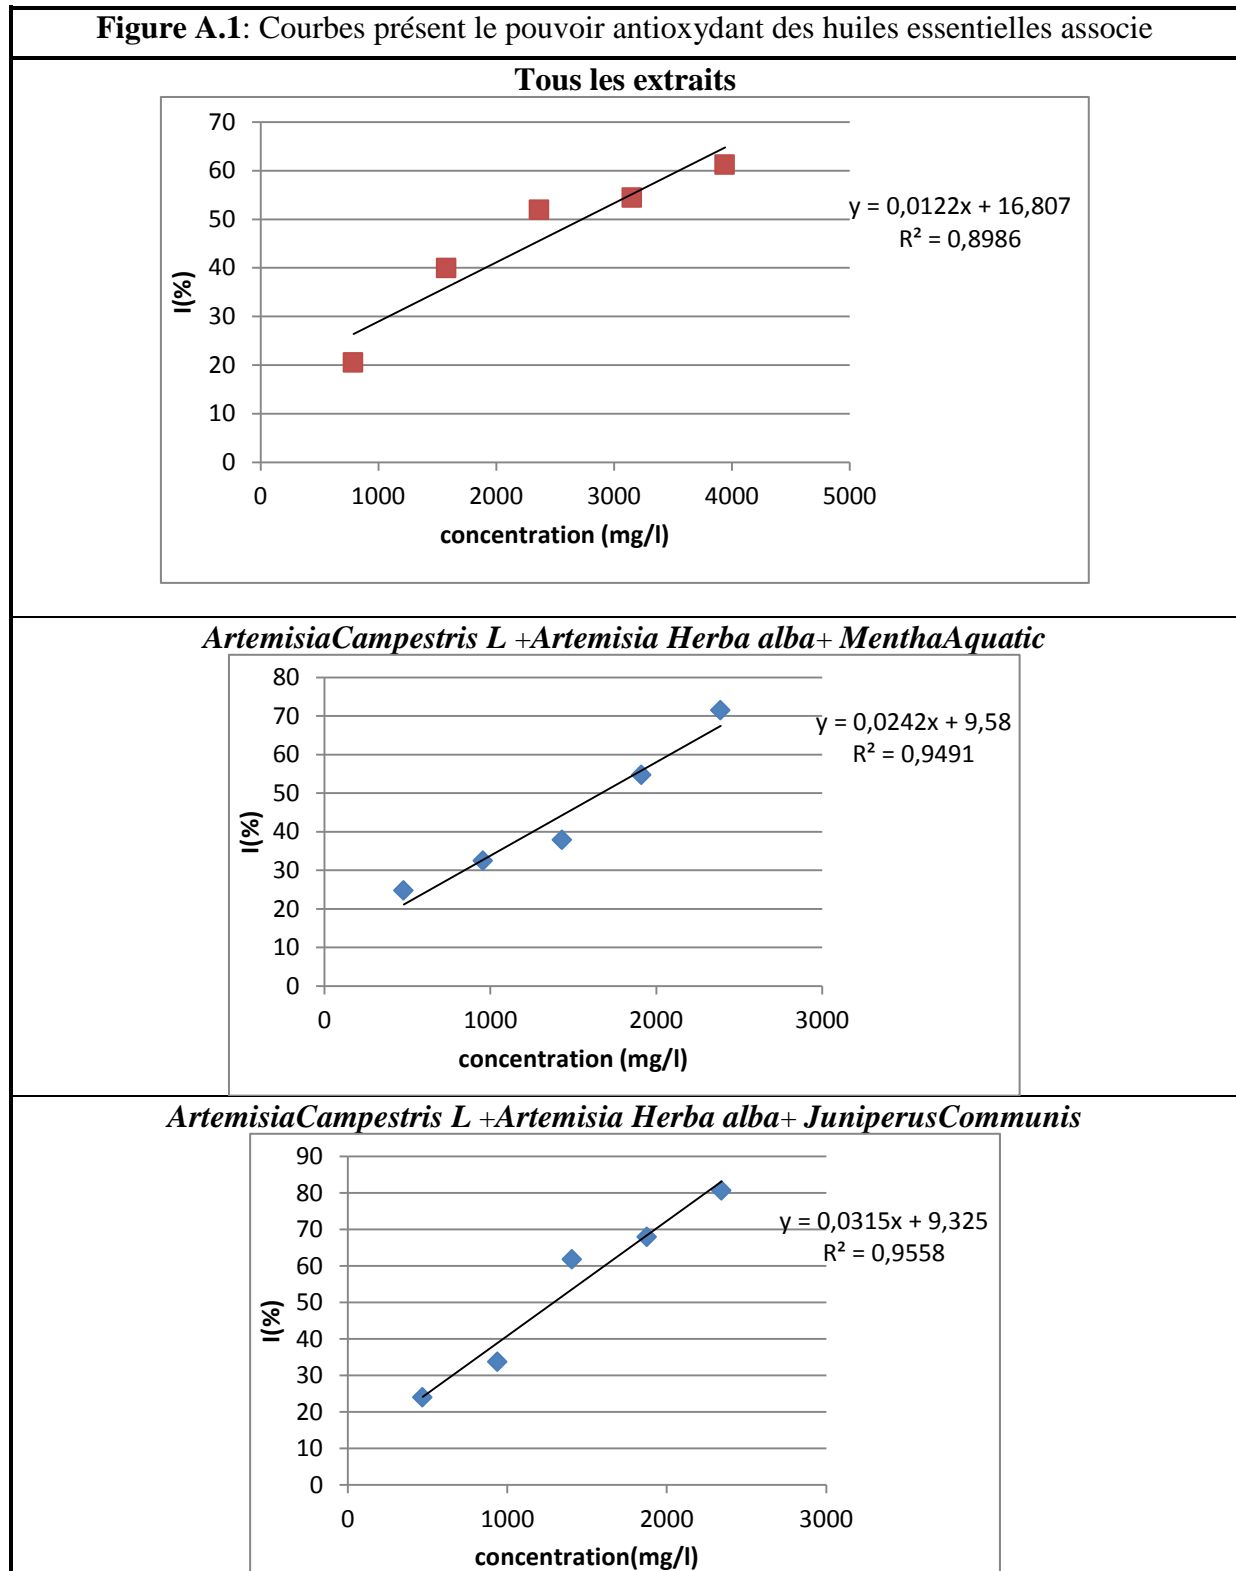 Figure A.1: Courbes présent le pouvoir antioxydant des huiles essentielles associe
Tous les extraits
70
60
50
40
30
20
10
0
I(%)
y = 0,0122x + 16,807
R² = 0,8986
0 1000 2000 3000 4000 5000
concentration (mg/l)
ArtemisiaCampestris L +Artemisia Herba alba+ MenthaAquatic
80
70
60
50
40
30
20
10
0
I(%)
y = 0,0242x + 9,58
R² = 0,9491
0 1000 2000 3000
concentration (mg/l)
ArtemisiaCampestris L +Artemisia Herba alba+ JuniperusCommunis
90
80
70
60
50
40
30
20
10
0
I(%)
y = 0,0315x + 9,325
R² = 0,9558
0 1000 2000 3000
concentration(mg/l)